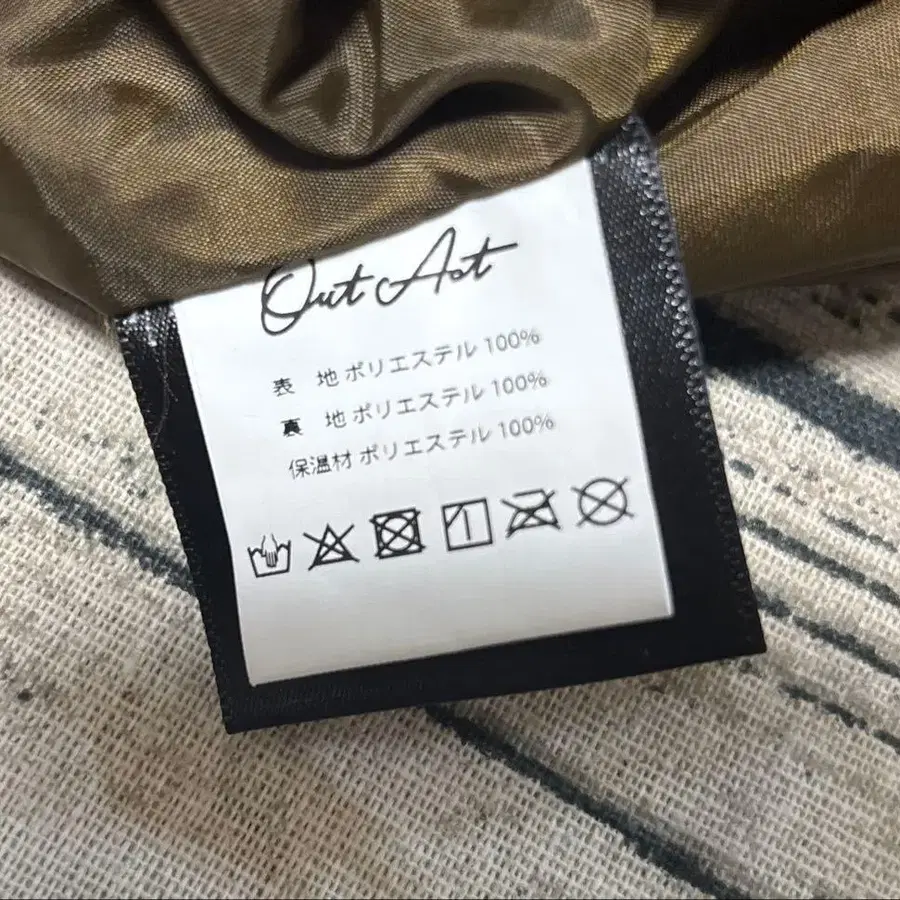 Out Act
表 地 ポリエステル 100%
裏 地 ポリエステル 100%
保温材 ポリエステル 100%